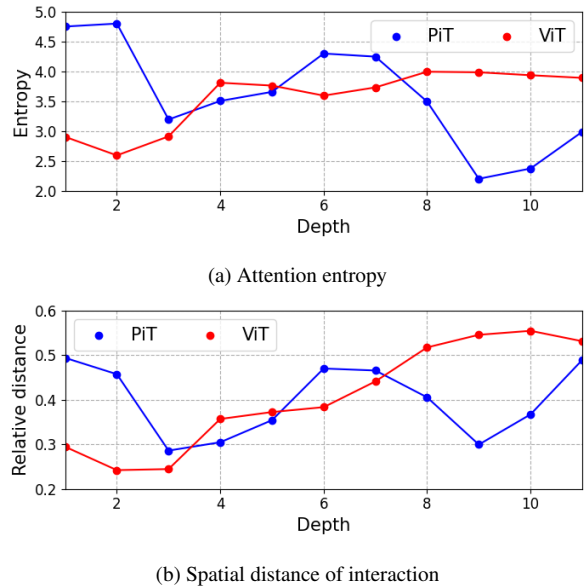 5.0
4.5
4.0
3.5
3.0
2.5
2.0
Entropy
PiT ViT
2 4 6 8 10
Depth
(a) Attention entropy
0.6
0.5
0.4
0.3
0.2
Relative distance
PiT ViT
2 4 6 8 10
Depth
(b) Spatial distance of interaction